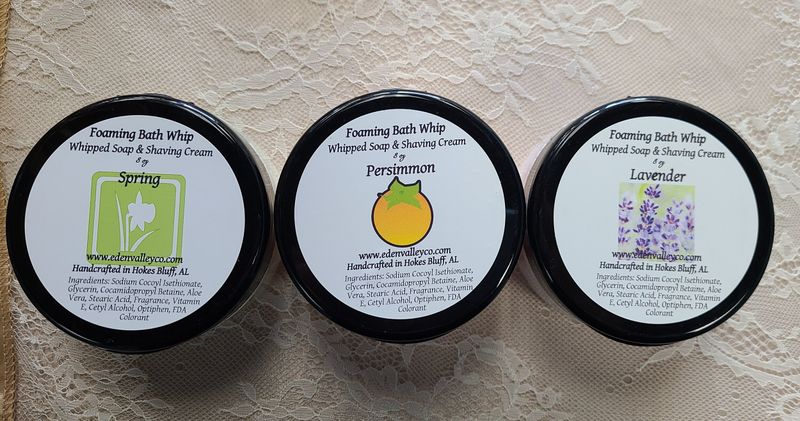 Foaming Bath Whip
Whipped Soap & Shaving Cream
8 oz
Spring
www.edenvalleyco.com
Handcrafted in Hokes Bluff, AL
Ingredients: Sodium Cocoyl Isethionate,
Glycerin, Cocamidopropyl Betaine, Aloe
Vera, Stearic Acid, Fragrance, Vitamin
E, Cetyl Alcohol, Optiphen, FDA
Colorant
Foaming Bath Whip
Whipped Soap & Shaving Cream
8 oz
Persimmon
www.edenvalleyco.com
Handcrafted in Hokes Bluff, AL
Ingredients: Sodium Cocoyl Isethionate,
Glycerin, Cocamidopropyl Betaine, Aloe
Vera, Stearic Acid, Fragrance, Vitamin
E, Cetyl Alcohol, Optiphen, FDA
Colorant
Foaming Bath Whip
Whipped Soap & Shaving Cream
8 oz
Lavender
www.edenvalleyco.com
Handcrafted in Hokes Bluff, AL
Ingredients: Sodium Cocoyl Isethionate,
Glycerin, Cocamidopropyl Betaine, Aloe
Vera, Stearic Acid, Fragrance, Vitamin
E, Cetyl Alcohol, Optiphen, FDA
Colorant